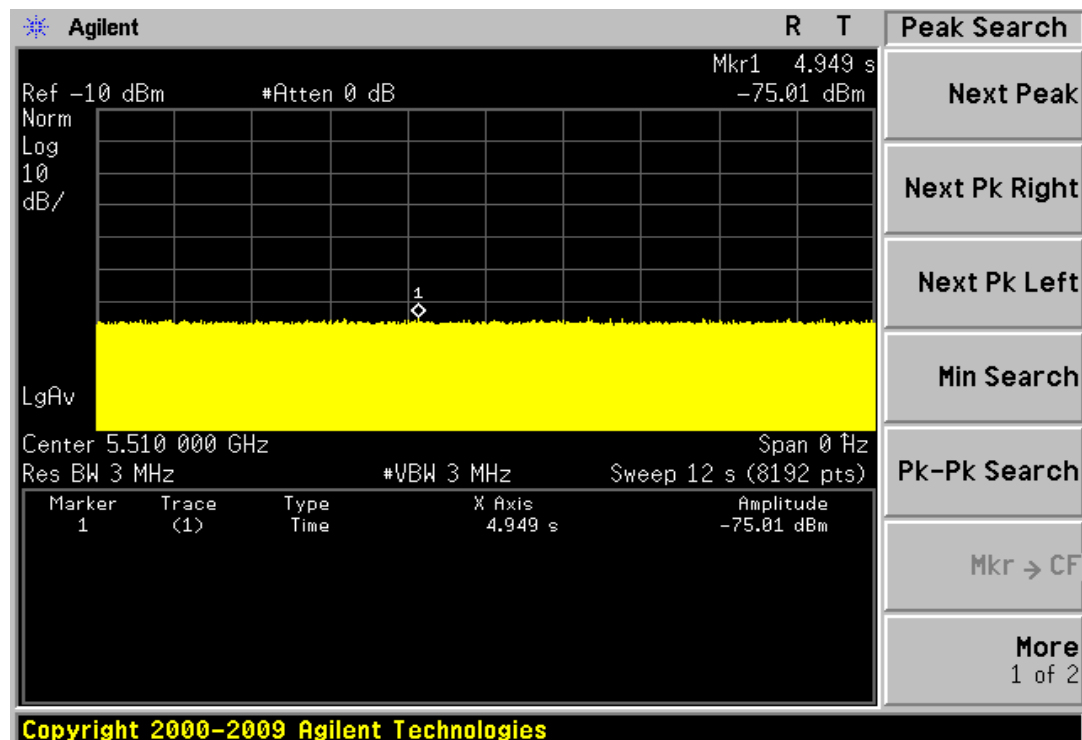 Agilent R T Peak Search
Mkr1 4.949 s
Ref −10 dBm #Atten 0 dB −75.01 dBm
Norm
Log
10
dB/
1
LgAv
Center 5.510 000 GHz Span 0 Hz
Res BW 3 MHz #VBW 3 MHz Sweep 12 s (8192 pts)
Marker Trace Type X Axis Amplitude
1 (1) Time 4.949 s −75.01 dBm
Next Peak
Next Pk Right
Next Pk Left
Min Search
Pk–Pk Search
Mkr → CF
More
1 of 2
Copyright 2000–2009 Agilent Technologies